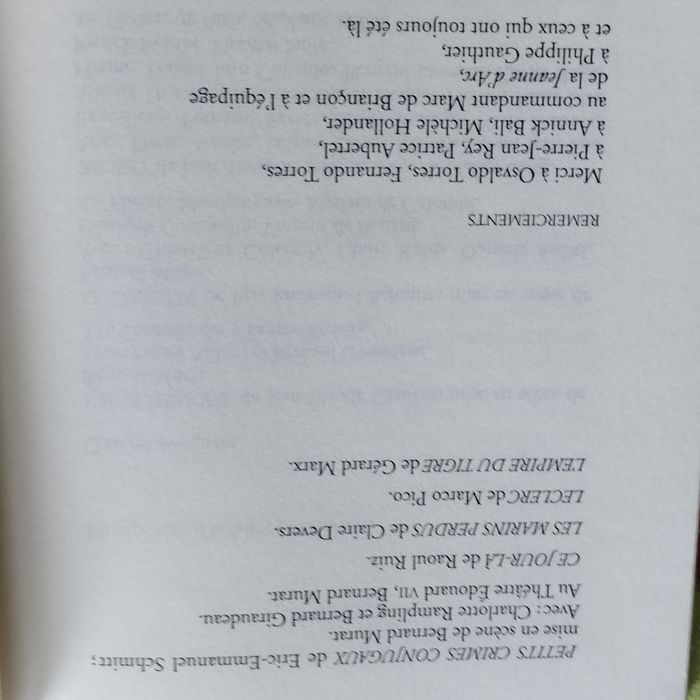 PETITS CRIMES CONJUGAUX de Eric-Emmanuel Schmitt ;
mise en scène de Bernard Murat.
Avec : Charlotte Rampling et Bernard Giraudeau.
Au Théâtre Édouard VII, Bernard Murat.
CE JOUR-LÀ de Raoul Ruiz.
LES MARINS PERDUS de Claire Devers.
LECLERC de Marco Pico.
L'EMPIRE DU TIGRE de Gérard Marx.
REMERCIEMENTS
Merci à Osvaldo Torres, Fernando Torres,
à Pierre-Jean Rey, Patrice Aubertel,
à Annick Bali, Michèle Hollander,
au commandant Marc de Briançon et à l'équipage
de la Jeanne d'Arc,
à Philippe Gauthier,
et à ceux qui ont toujours été là.